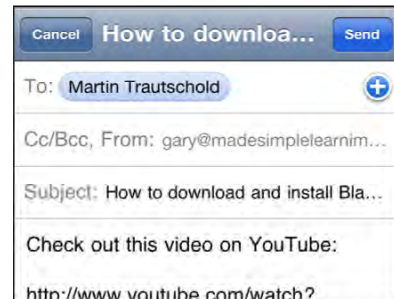 Cancel How to downloa... Send
To: Martin Trautschold
Cc/Bcc, From: gary@madesimplelearnim...
Subject: How to download and install Bla...
Check out this video on YouTube:
http://www.youtube.com/watch?